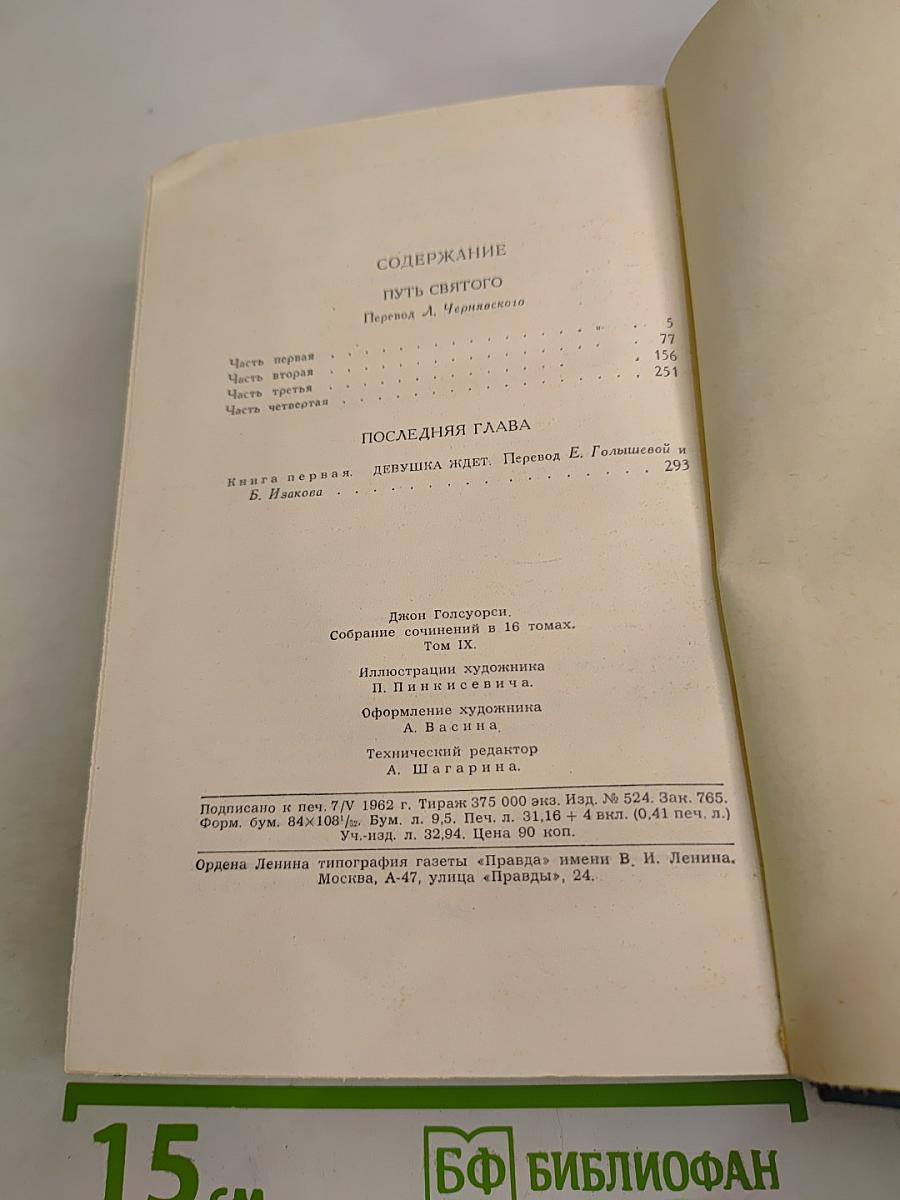 СОДЕРЖАНИЕ
ПУТЬ СВЯТОГО
Перевод Л. Чернявского
Часть первая . . . . . . . . . . . . . . . . 5
Часть вторая . . . . . . . . . . . . . . . . 77
Часть третья . . . . . . . . . . . . . . . . 156
Часть четвертая . . . . . . . . . . . . . . . 251
ПОСЛЕДНЯЯ ГЛАВА
Книга первая. ДЕВУШКА ЖДЕТ. Перевод Е. Голышевой и
Б. Изакова . . . . . . . . . . . . . . . . 293
Джон Голсуорси.
Собрание сочинений в 16 томах.
Том IX.
Иллюстрации художника
П. Пинкисевича.
Оформление художника
А. Васина.
Технический редактор
А. Шагарина.
Подписано к печ. 7/V 1962 г. Тираж 375 000 экз. Изд. № 524. Зак. 765.
Форм. бум. 84×108¹/₃₂. Бум. л. 9,5. Печ. л. 31,16 + 4 вкл. (0,41 печ. л.)
Уч.-изд. л. 32,94. Цена 90 коп.
Ордена Ленина типография газеты «Правда» имени В. И. Ленина.
Москва, А-47, улица «Правды», 24.
15 см
БФ БИБЛИОФАН